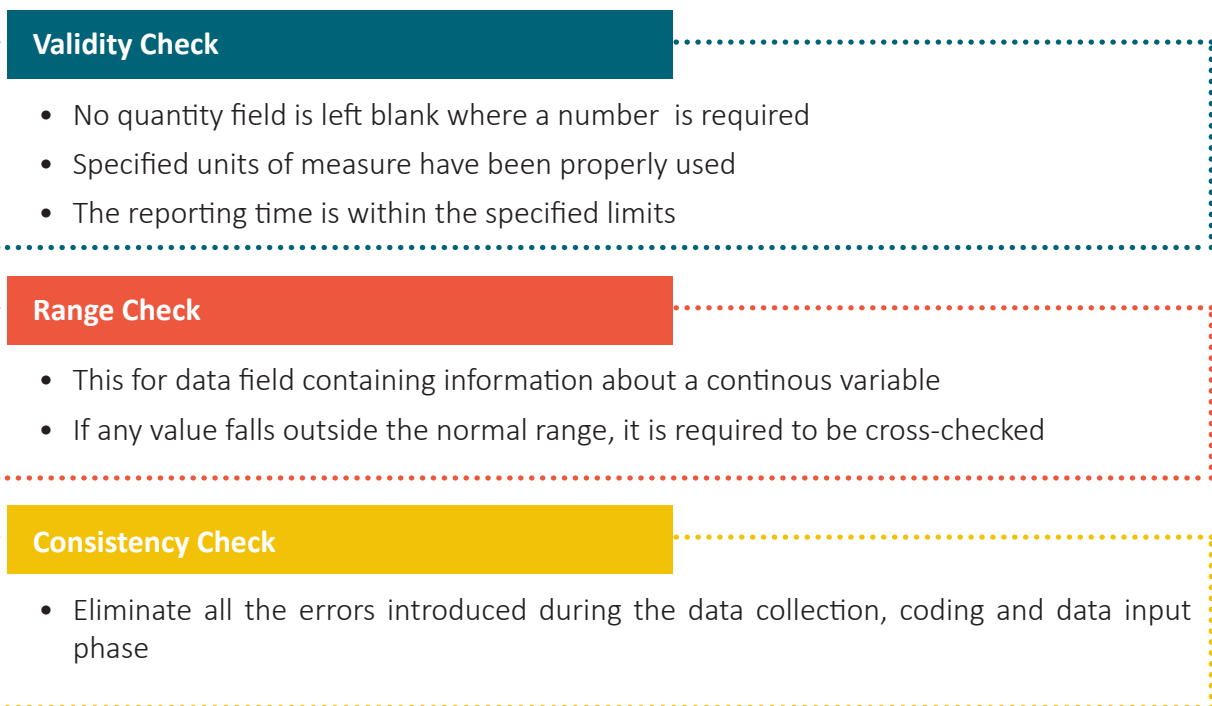 Validity Check
• No quantity field is left blank where a number is required
• Specified units of measure have been properly used
• The reporting time is within the specified limits
Range Check
• This for data field containing information about a continous variable
• If any value falls outside the normal range, it is required to be cross-checked
Consistency Check
• Eliminate all the errors introduced during the data collection, coding and data input
phase